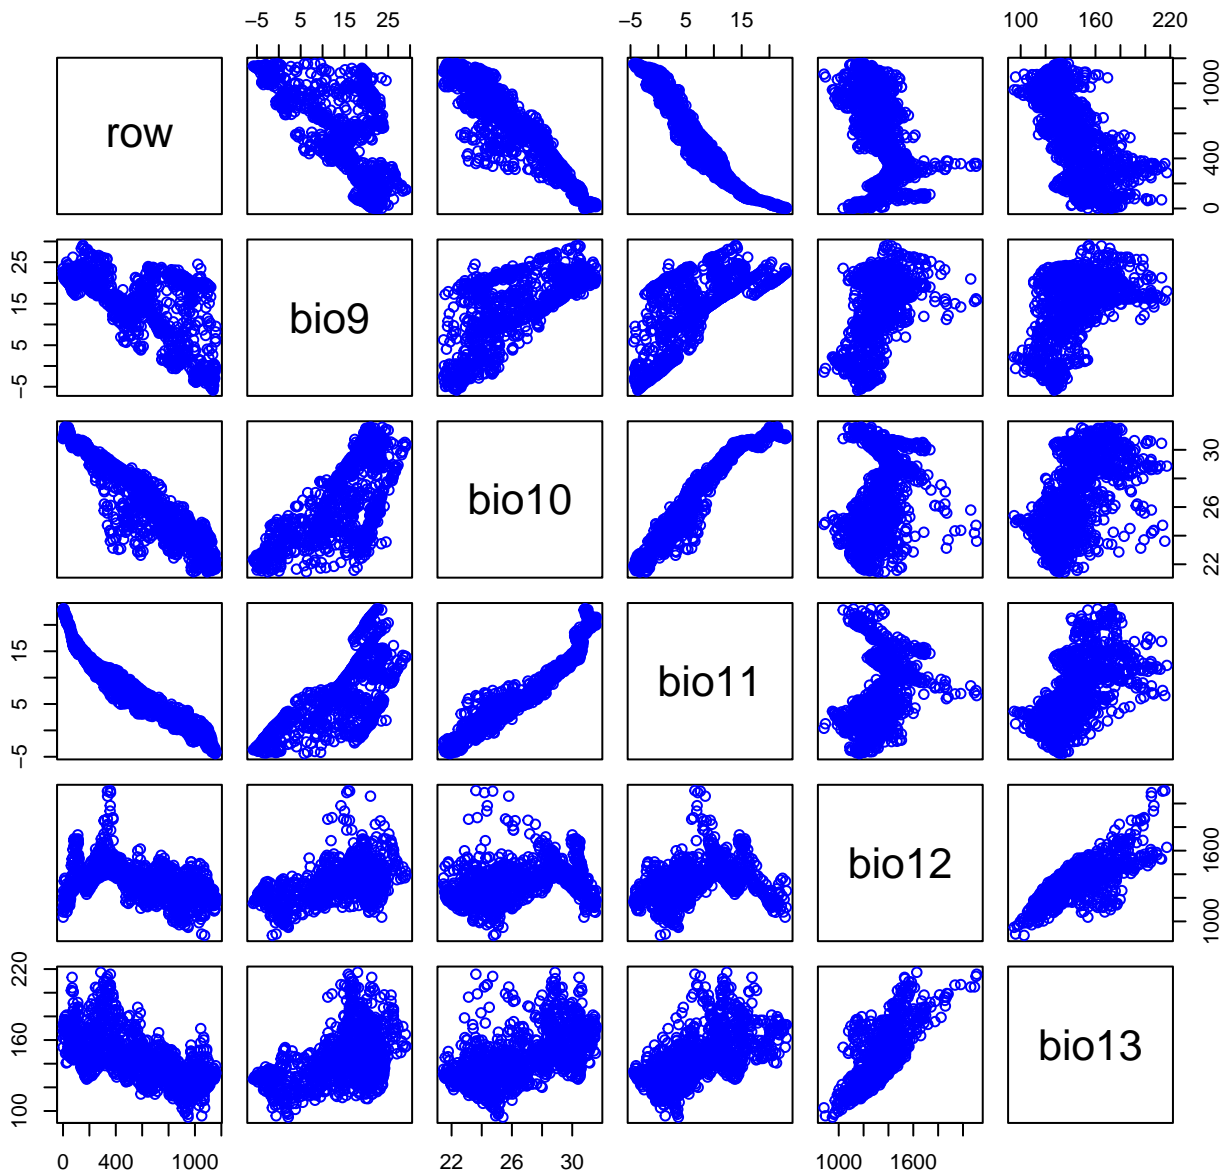 −5 5 15 25 −5 5 15 100 160 220
row 0 400 1000
−5 5 15 25 bio9
bio10 22 26 30
−5 5 15 bio11
bio12 1000 1600
100 160 220 bio13
0 400 1000 22 26 30 1000 1600